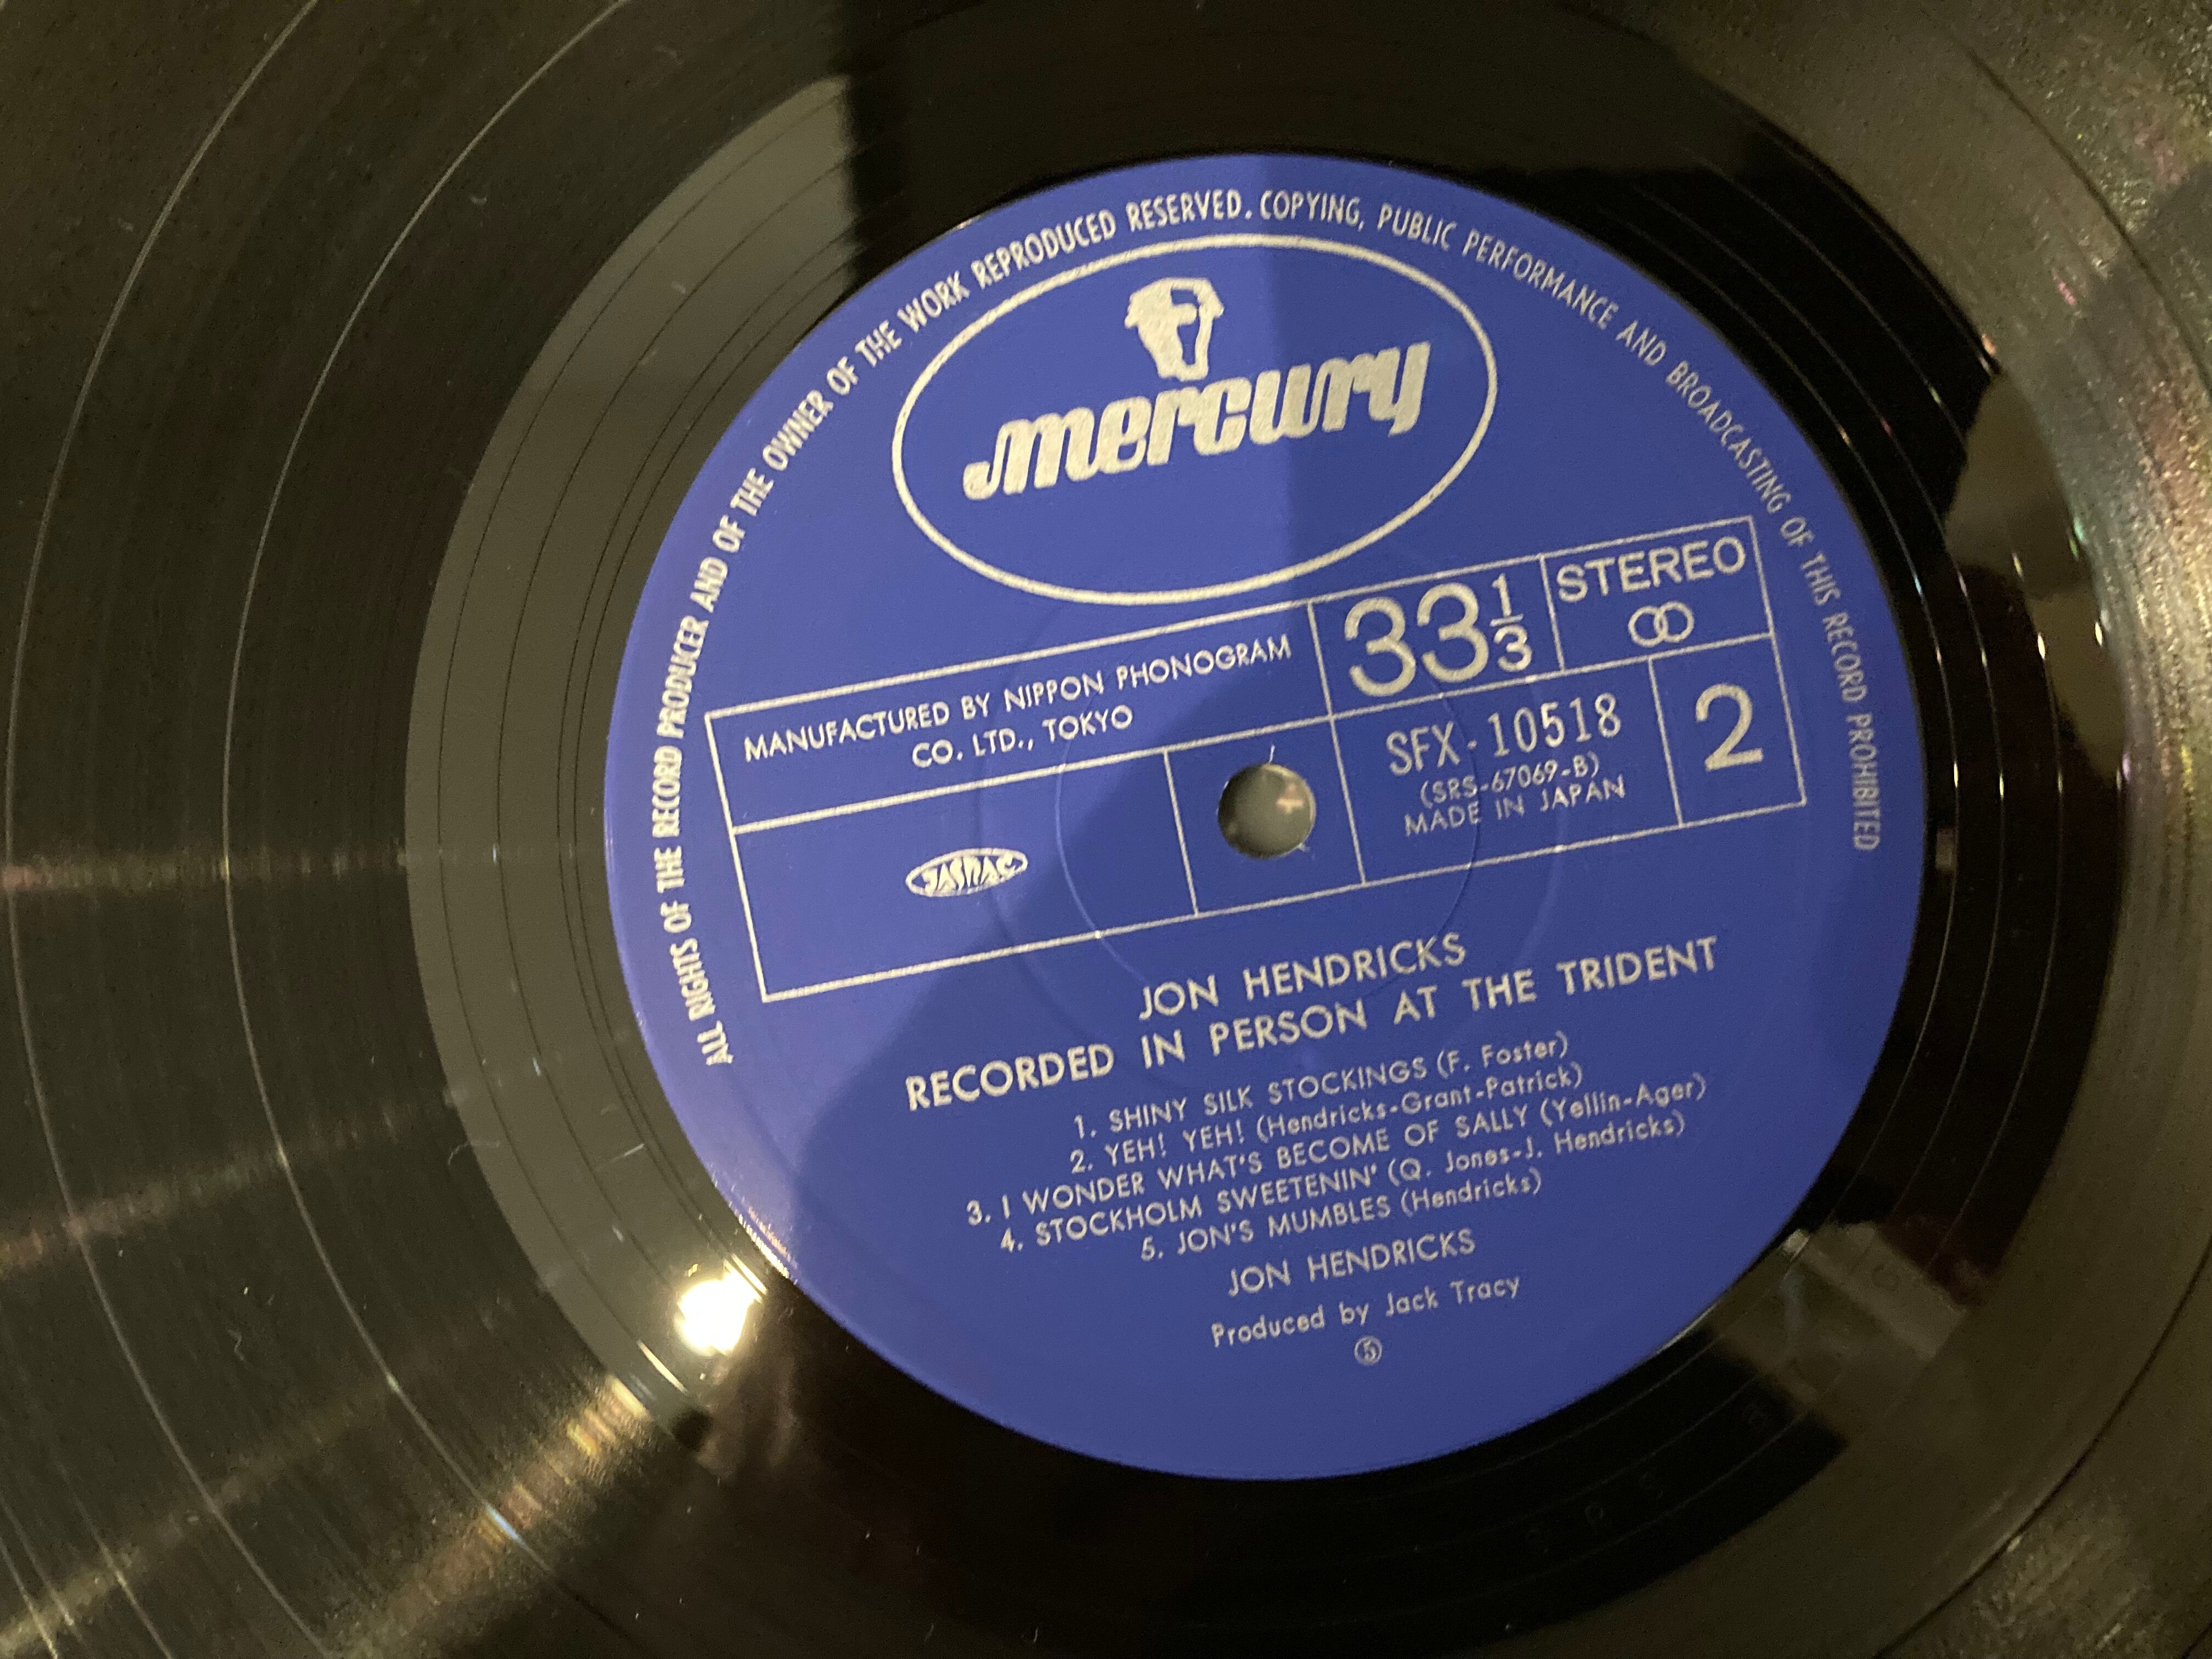 ALL RIGHTS OF THE RECORD PRODUCER AND OF THE OWNER OF THE WORK REPRODUCED RESERVED. COPYING, PUBLIC PERFORMANCE AND BROADCASTING OF THIS RECORD PROHIBITED
mercury
MANUFACTURED BY NIPPON PHONOGRAM
CO. LTD., TOKYO
33 1/3
STEREO
JASRAC
SFX-10518
(SRS-67069-B)
MADE IN JAPAN
2
JON HENDRICKS
RECORDED IN PERSON AT THE TRIDENT
1. SHINY SILK STOCKINGS (F. Foster)
2. YEH! YEH! (Hendricks-Grant-Patrick)
3. I WONDER WHAT'S BECOME OF SALLY (Yellin-Ager)
4. STOCKHOLM SWEETENIN' (Q. Jones-J. Hendricks)
5. JON'S MUMBLES (Hendricks)
JON HENDRICKS
Produced by Jack Tracy
⑤